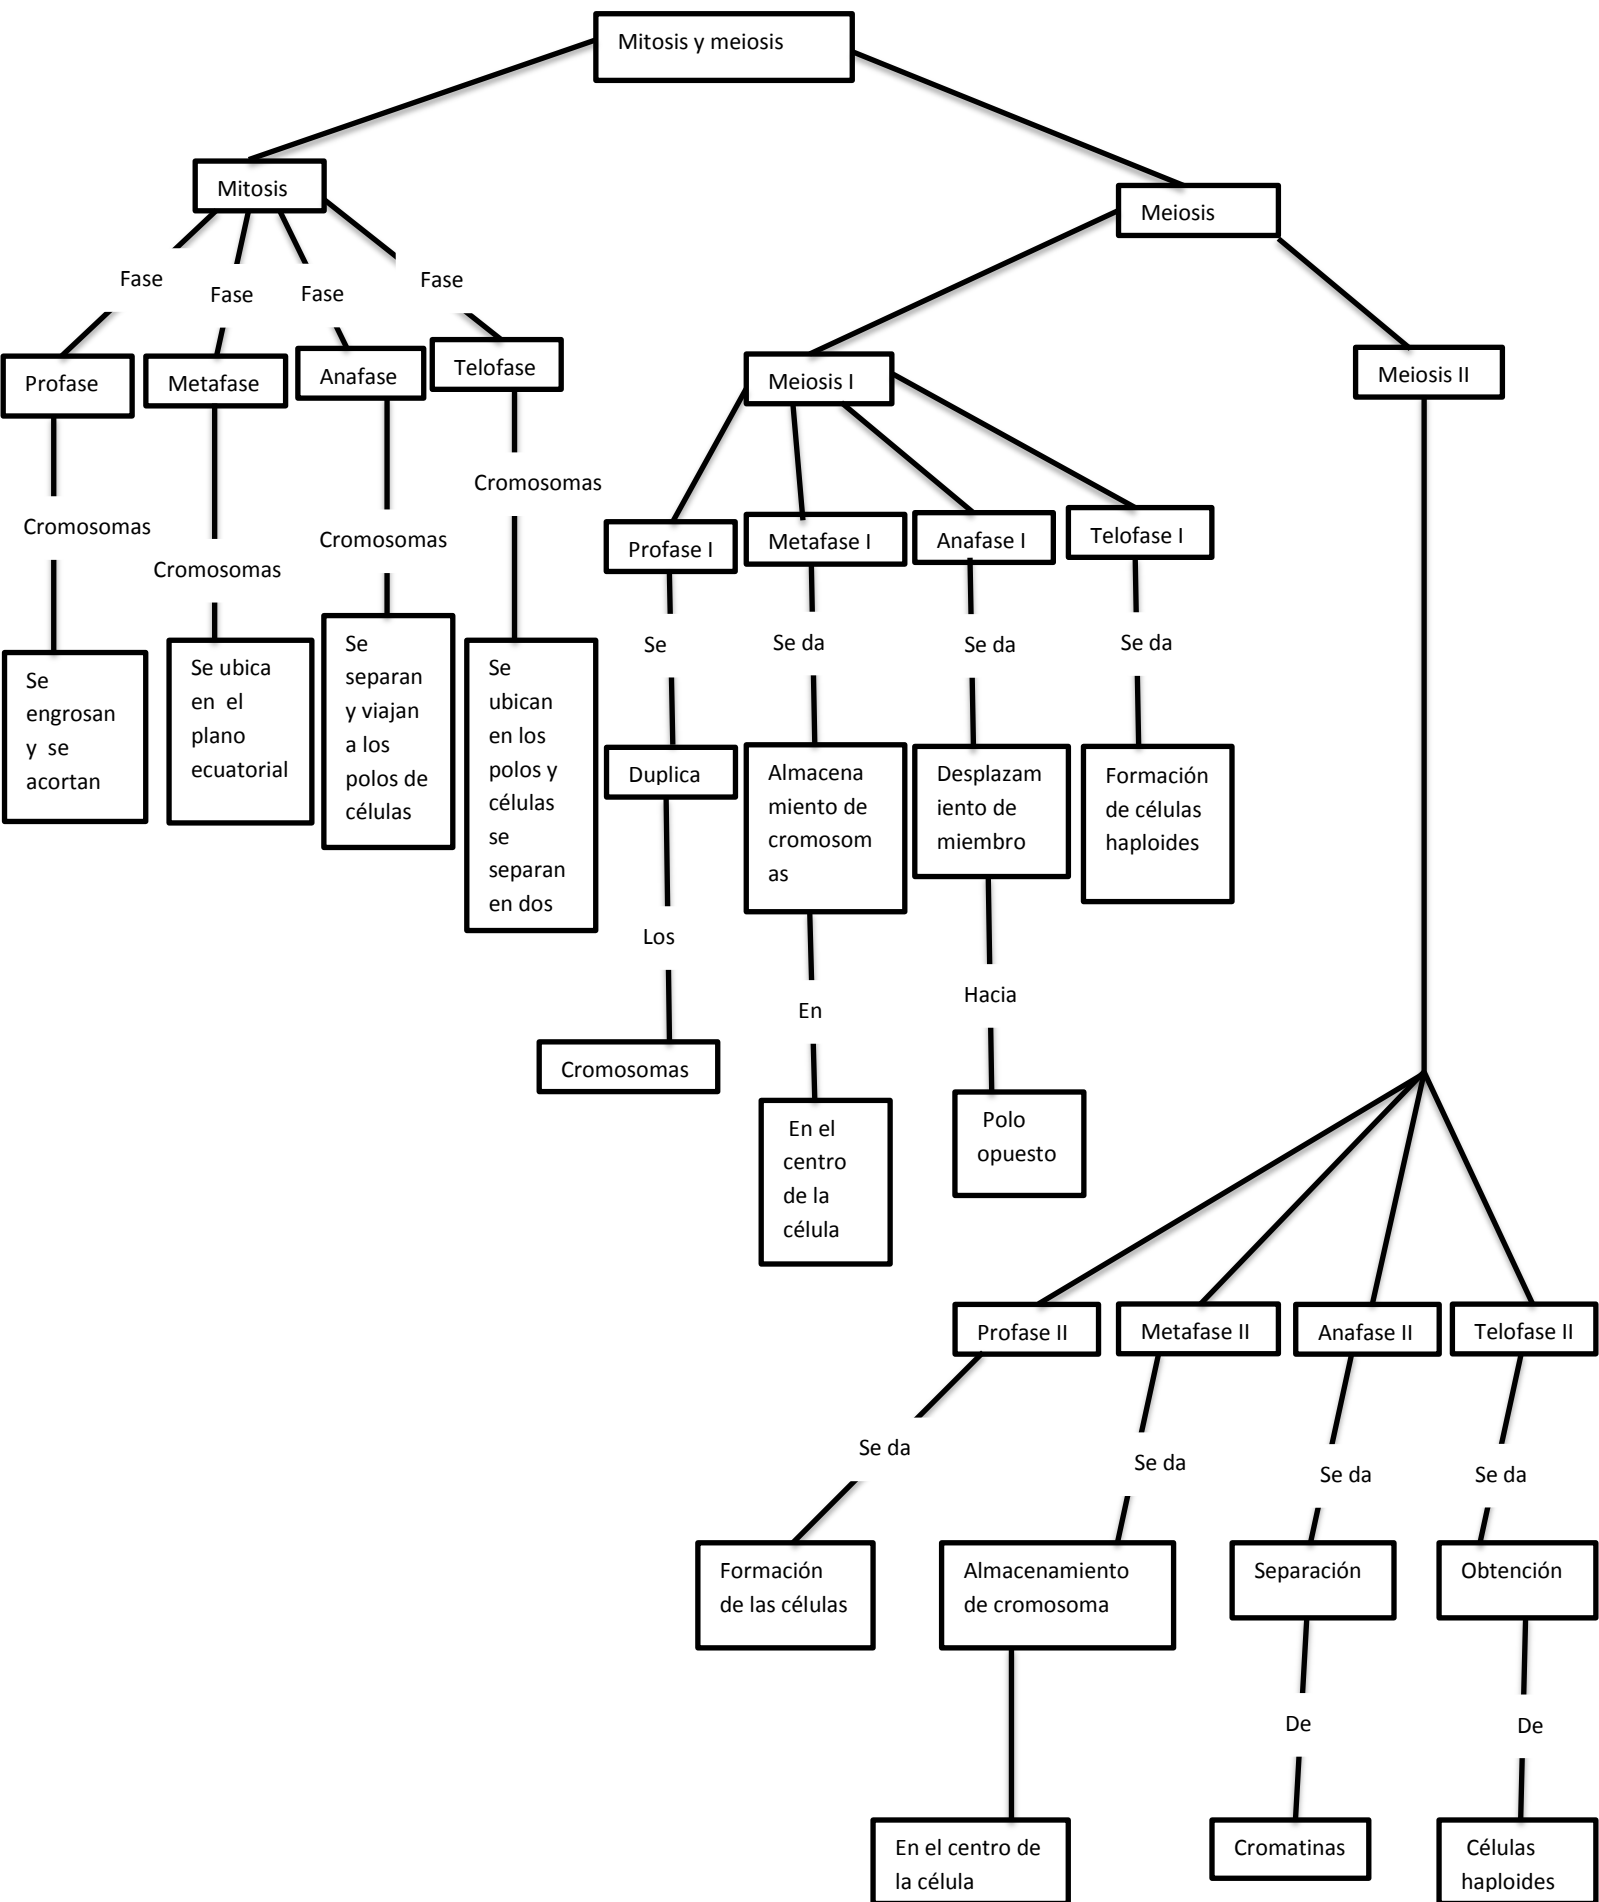 Mitosis y meiosis
Mitosis
Meiosis
Fase
Fase
Fase
Fase
Profase
Metafase
Anafase
Telofase
Meiosis I
Meiosis II
Cromosomas
Cromosomas
Cromosomas
Cromosomas
Se
engrosan
y se
acortan
Se ubica
en el
plano
ecuatorial
Se
separan
y viajan
a los
polos de
células
Se
ubican
en los
polos y
células
se
separan
en dos
Profase I
Metafase I
Anafase I
Telofase I
Se
Se da
Se da
Se da
Duplica
Almacena
miento de
cromosom
as
Desplazam
iento de
miembro
Formación
de células
haploides
Los
En
Hacia
Cromosomas
En el
centro
de la
célula
Polo
opuesto
Profase II
Metafase II
Anafase II
Telofase II
Se da
Se da
Se da
Se da
Formación
de las células
Almacenamiento
de cromosoma
Separación
Obtención
De
De
En el centro de
la célula
Cromatinas
Células
haploides